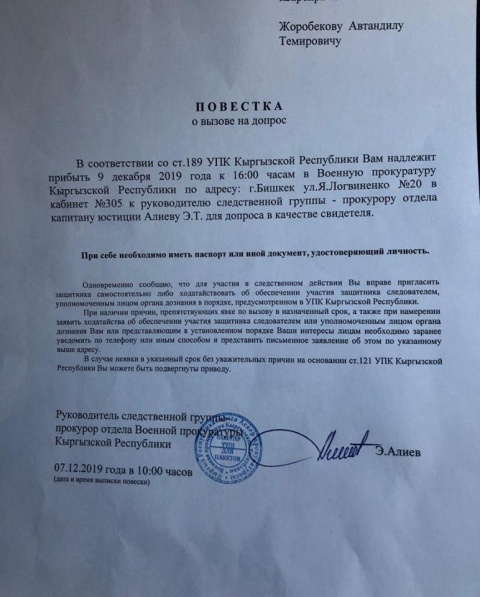 Жоробекову Автандилу
Темировичу
ПОВЕСТКА
о вызове на допрос
В соответствии со ст.189 УПК Кыргызской Республики Вам надлежит
прибыть 9 декабря 2019 года к 16:00 часам в Военную прокуратуру
Кыргызской Республики по адресу: г.Бишкек ул.Я.Логвиненко №20 в
кабинет №305 к руководителю следственной группы - прокурору отдела
капитану юстиции Алиеву Э.Т. для допроса в качестве свидетеля.
При себе необходимо иметь паспорт или иной документ, удостоверяющий личность.
Одновременно сообщаю, что для участия в следственном действии Вы вправе пригласить
защитника самостоятельно либо ходатайствовать об обеспечении участия защитника следователем,
уполномоченным лицом органа дознания в порядке, предусмотренном в УПК Кыргызской Республики.
При наличии причин, препятствующих явке по вызову в назначенный срок, а также при намерении
заявить ходатайства об обеспечении участия защитника следователем или уполномоченным лицом органа
дознания Вам или представляющим в установленном порядке Ваши интересы лицам необходимо заранее
уведомить по телефону или иным способом и представить письменное заявление об этом по указанному
выше адресу.
В случае неявки в указанный срок без уважительных причин на основании ст.121 УПК Кыргызской
Республики Вы можете быть подвергнуты приводу.
Руководитель следственной группы-
прокурор отдела Военной прокуратуры
Кыргызской Республики
ДЛЯ
ПАКЕТОВ
Э.Алиев
07.12.2019 года в 10:00 часов
(дата и время выписки повески)